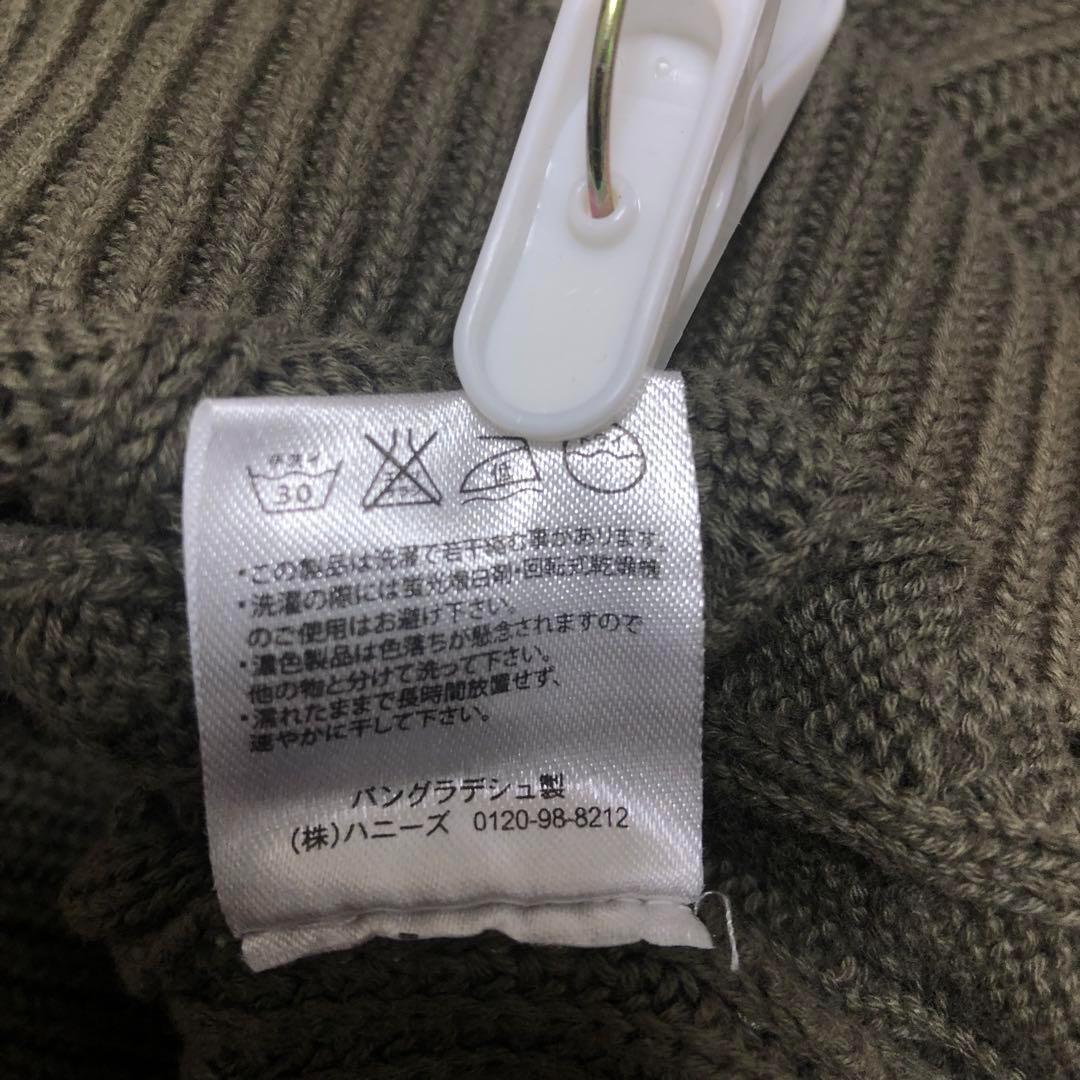 手洗イ
30
低
・この製品は洗濯で若干縮む事があります。
・洗濯の際には蛍光増白剤・回転式乾燥機
のご使用はお避け下さい。
・濃色製品は色落ちが懸念されますので
他の物と分けて洗って下さい。
・濡れたままで長時間放置せず、
速やかに干して下さい。
バングラデシュ製
(株)ハニーズ 0120-98-8212